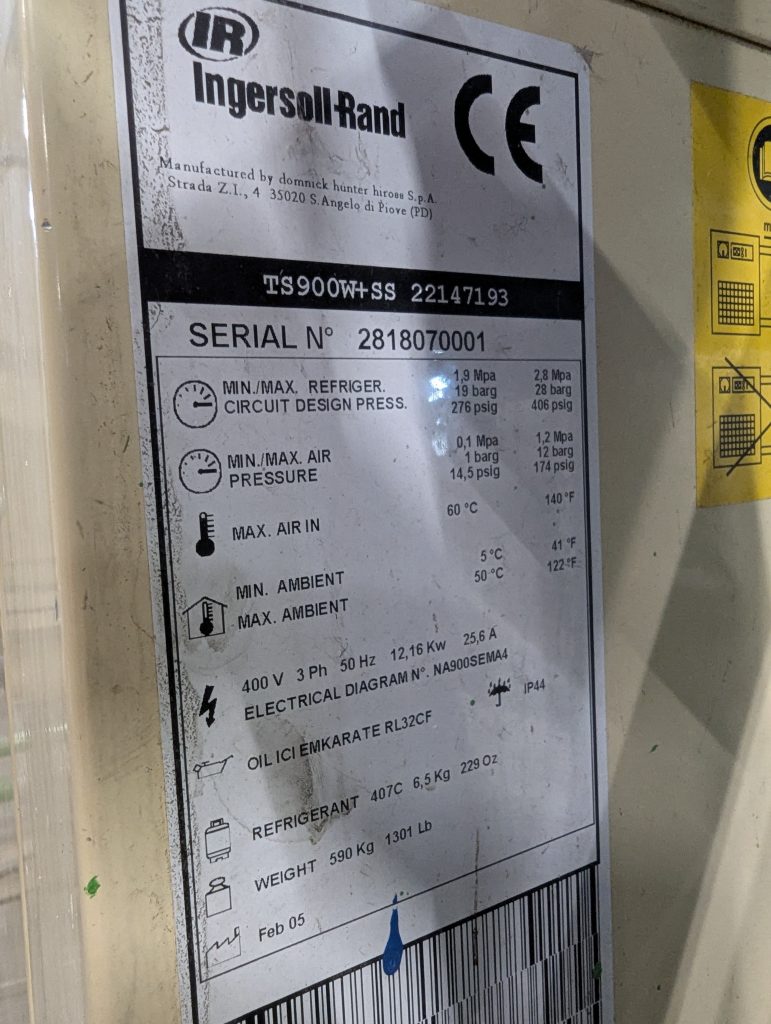 IR
Ingersoll-Rand
CE
Manufactured by domnick hunter hiross S.p.A.
Strada Z.I., 4 35020 S.Angelo di Piove (PD)
TS900W+SS 22147193
SERIAL N° 2818070001
MIN./MAX. REFRIGER. 1,9 Mpa 2,8 Mpa
CIRCUIT DESIGN PRESS. 19 barg 28 barg
276 psig 406 psig
MIN./MAX. AIR 0,1 Mpa 1,2 Mpa
PRESSURE 1 barg 12 barg
14,5 psig 174 psig
MAX. AIR IN 60 °C 140 °F
MIN. AMBIENT 5 °C 41 °F
MAX. AMBIENT 50 °C 122 °F
400 V 3 Ph 50 Hz 12,16 Kw 25,6 A
ELECTRICAL DIAGRAM N°. NA900SEMA4
IP44
OIL ICI EMKARATE RL32CF
REFRIGERANT 407C 6,5 Kg 229 Oz
WEIGHT 590 Kg 1301 Lb
Feb 05